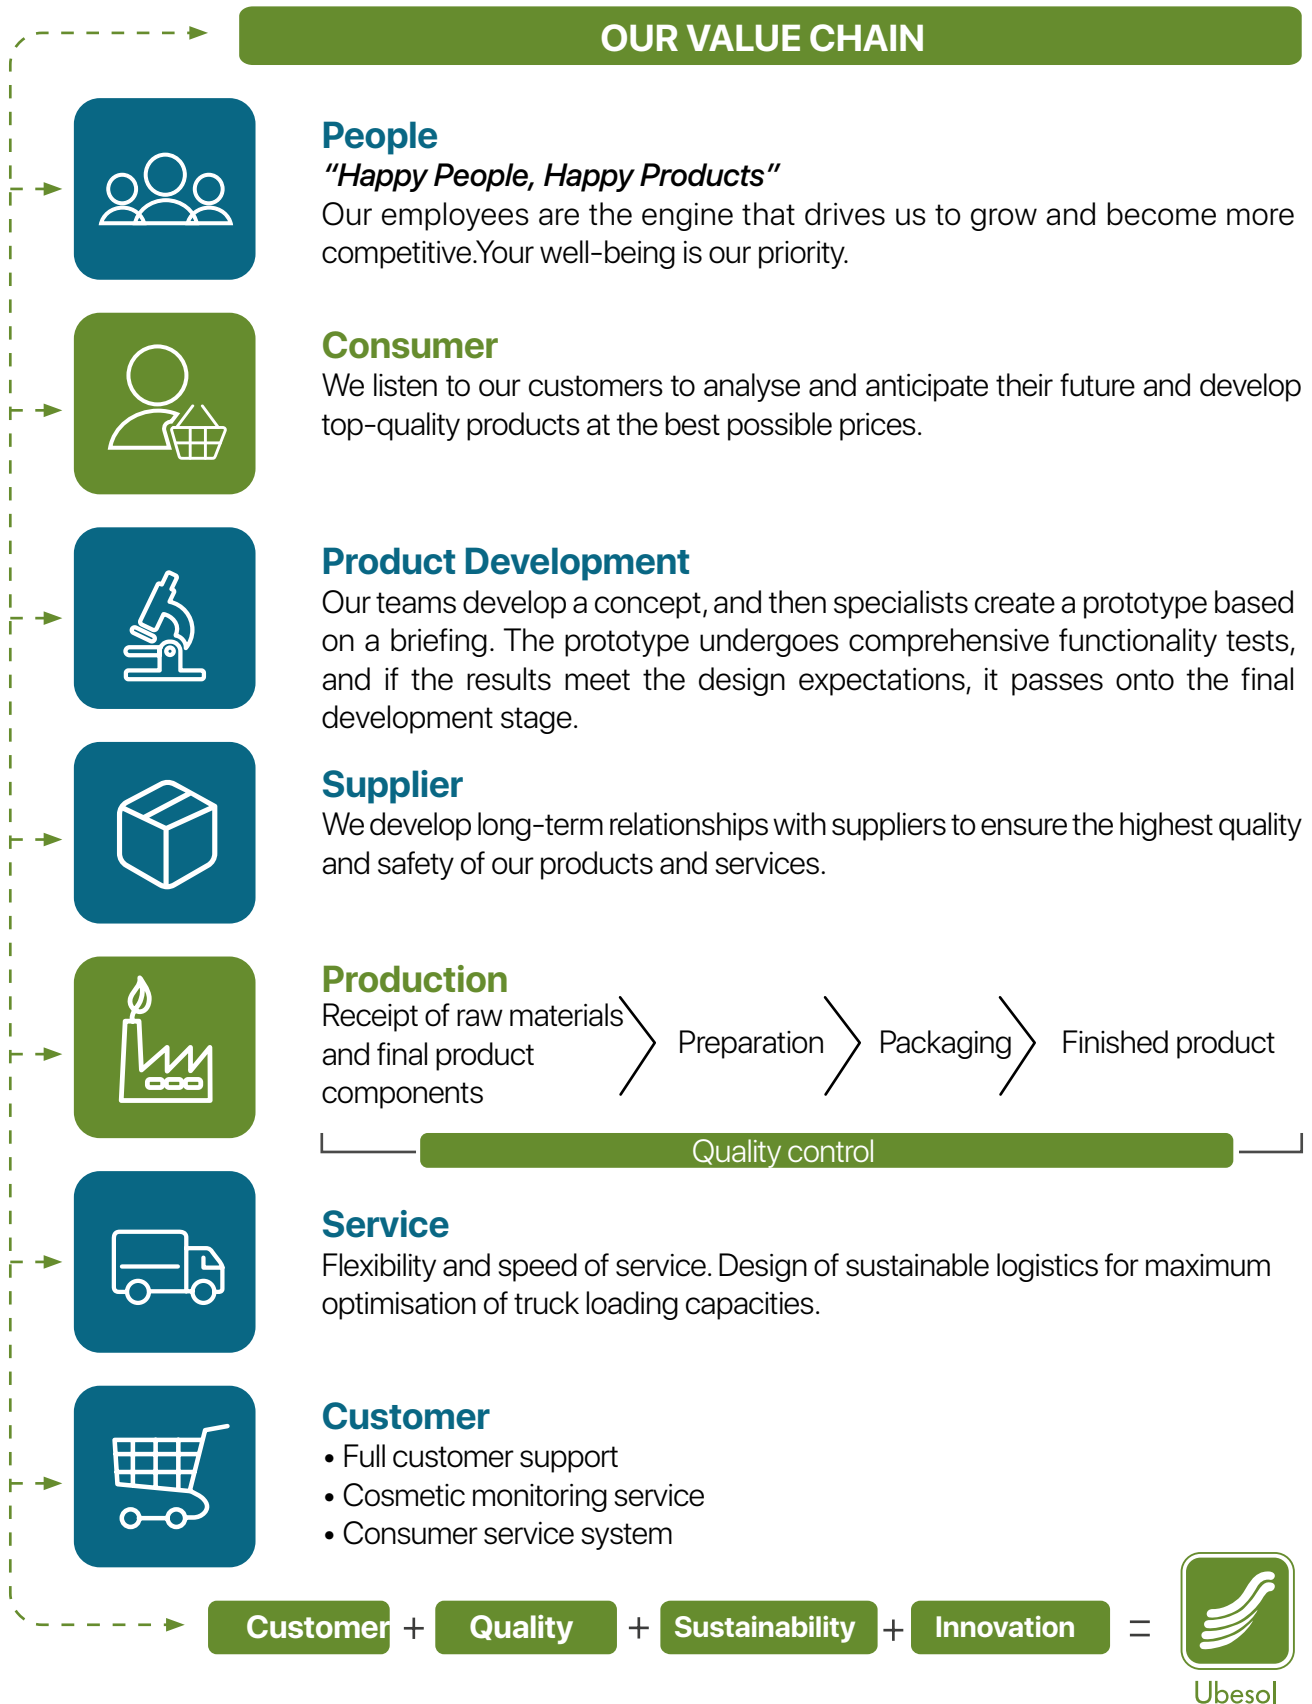 OUR VALUE CHAIN
People
“Happy People, Happy Products”
Our employees are the engine that drives us to grow and become more
competitive.Your well-being is our priority.
Consumer
We listen to our customers to analyse and anticipate their future and develop
top-quality products at the best possible prices.
Product Development
Our teams develop a concept, and then specialists create a prototype based
on a briefing. The prototype undergoes comprehensive functionality tests,
and if the results meet the design expectations, it passes onto the final
development stage.
Supplier
We develop long-term relationships with suppliers to ensure the highest quality
and safety of our products and services.
Production
Receipt of raw materials
and final product
components
Preparation
Packaging
Finished product
Quality control
Service
Flexibility and speed of service. Design of sustainable logistics for maximum
optimisation of truck loading capacities.
Customer
• Full customer support
• Cosmetic monitoring service
• Consumer service system
Customer + Quality + Sustainability + Innovation =
Ubesol